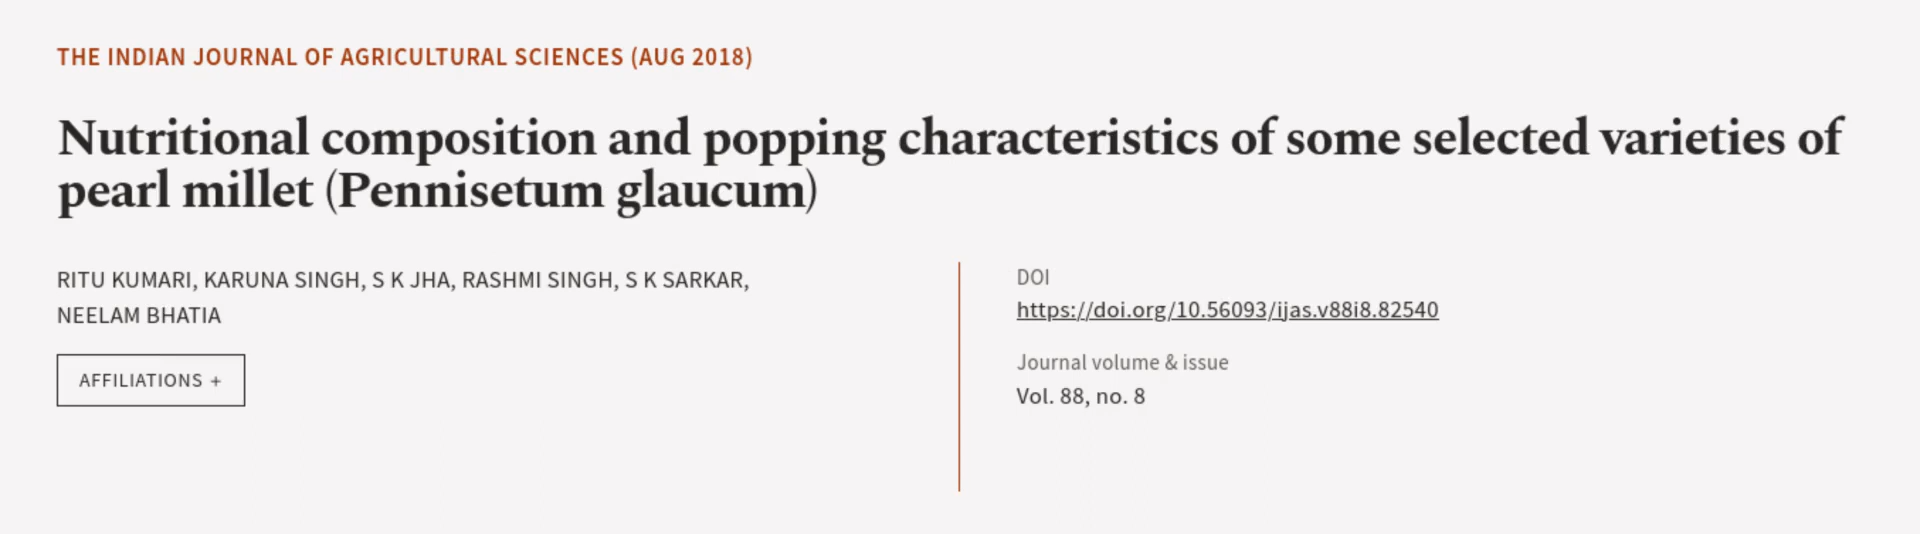 THE INDIAN JOURNAL OF AGRICULTURAL SCIENCES (AUG 2018)
Nutritional composition and popping characteristics of some selected varieties of
pearl millet (Pennisetum glaucum)
RITU KUMARI, KARUNA SINGH, S K JHA, RASHMI SINGH, S K SARKAR,
NEELAM BHATIA
AFFILIATIONS +
DOI
https://doi.org/10.56093/ijas.v88i8.82540
Journal volume & issue
Vol. 88, no. 8